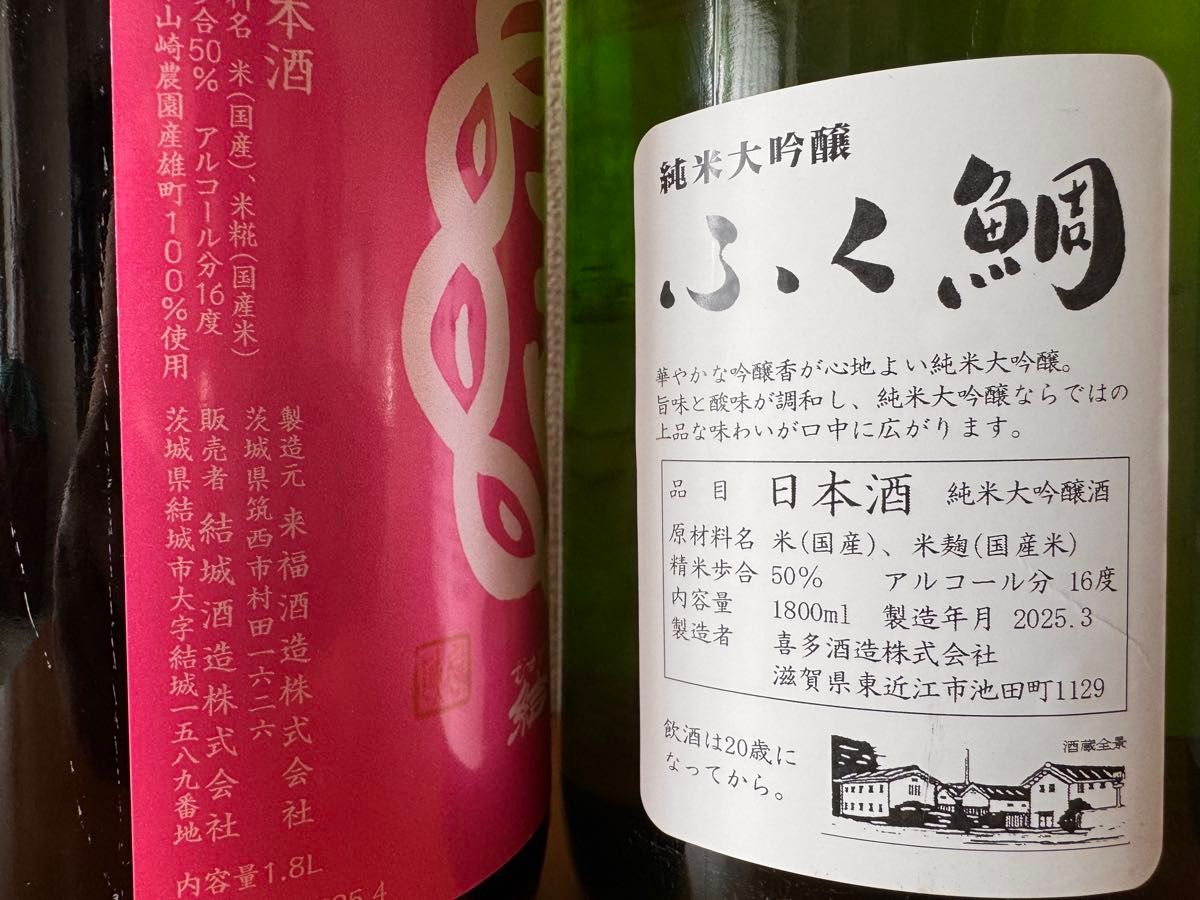 本酒
料名 米(国産)、米糀(国産米)
歩合50% アルコール分16度
山崎農園産雄町100%使用
製造元 来福酒造株式会社
茨城県筑西市村田一六二六
販売者 結城酒造株式会社
茨城県結城市大字結城一五八九番地
内容量1.8L
純米大吟醸
ふく鯛
華やかな吟醸香が心地よい純米大吟醸。
旨味と酸味が調和し、純米大吟醸ならではの
上品な味わいが口中に広がります。
品目 日本酒 純米大吟醸酒
原材料名 米(国産)、米麹(国産米)
精米歩合 50% アルコール分 16度
内容量 1800ml 製造年月 2025.3
製造者 喜多酒造株式会社
滋賀県東近江市池田町1129
飲酒は20歳に
なってから。
酒蔵全景